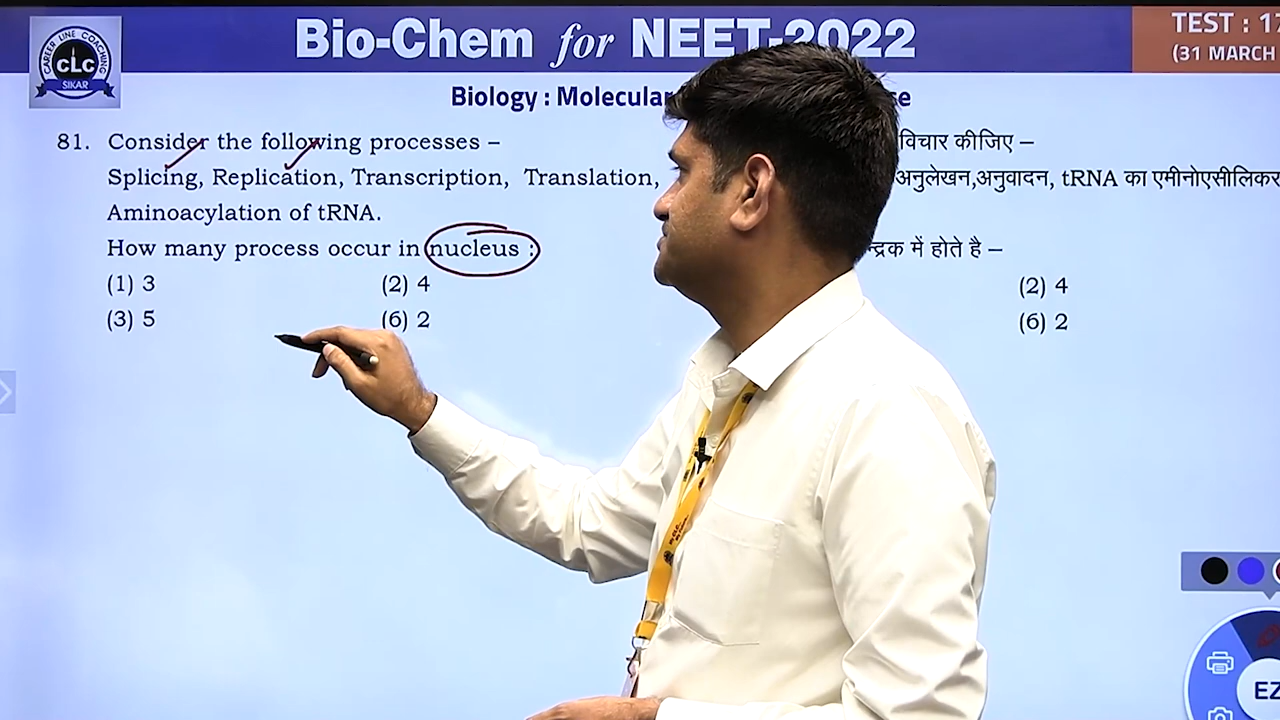 CAREER LINE COACHING
CLC
SIKAR
Bio-Chem for NEET-2022
TEST : 17
(31 MARCH
Biology : Molecular
81. Consider the following processes –
Splicing, Replication, Transcription, Translation,
Aminoacylation of tRNA.
How many process occur in nucleus :
(1) 3 (2) 4
(3) 5 (6) 2
विचार कीजिए –
अनुलेखन,अनुवादन, tRNA का एमीनोएसीलिकर
में होते है –
(2) 4
(6) 2
EZ